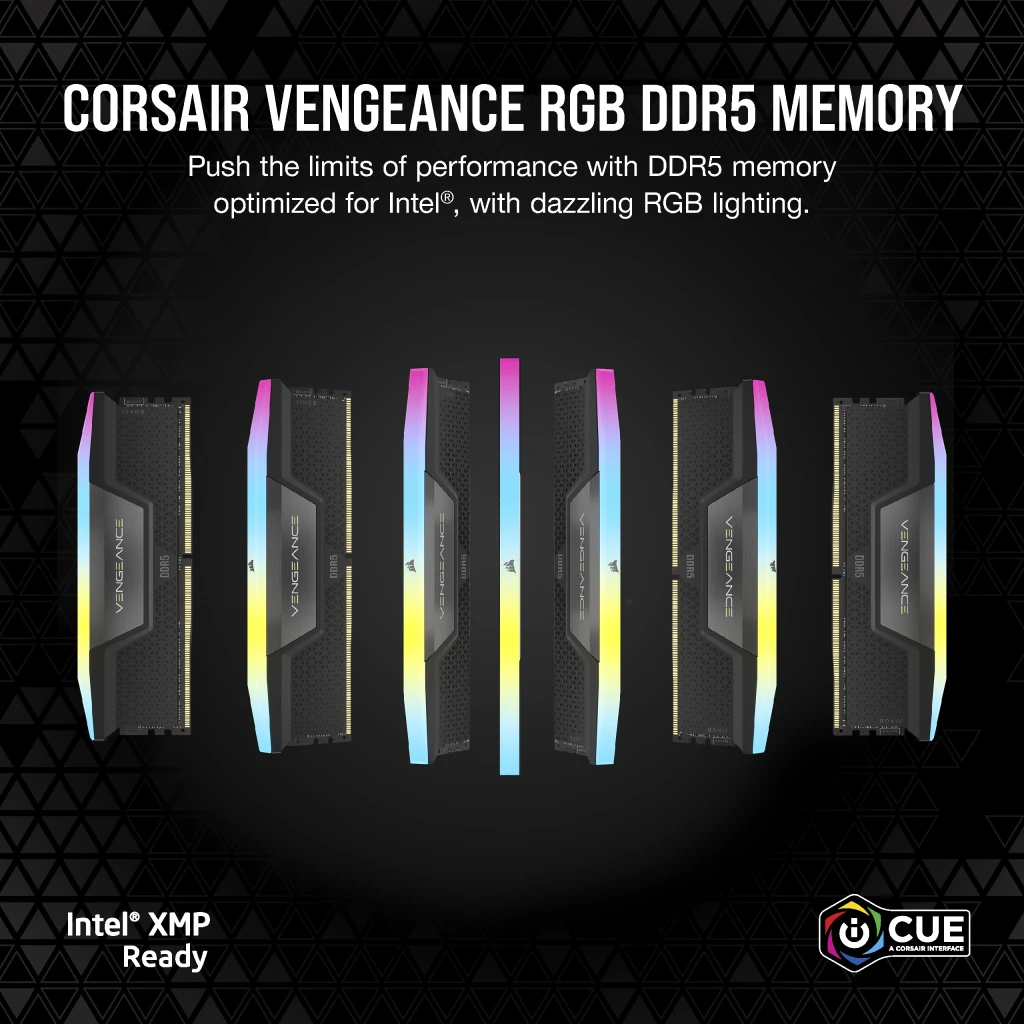 CORSAIR VENGEANCE RGB DDR5 MEMORY
Push the limits of performance with DDR5 memory
optimized for Intel®, with dazzling RGB lighting.
VENGEANCE
DDR5
VENGEANCE
DDR5
VENGEANCE
DDR5
VENGEANCE
VENGEANCE
DDR5
VENGEANCE
DDR5
Intel® XMP
Ready
iCUE
A CORSAIR INTERFACE